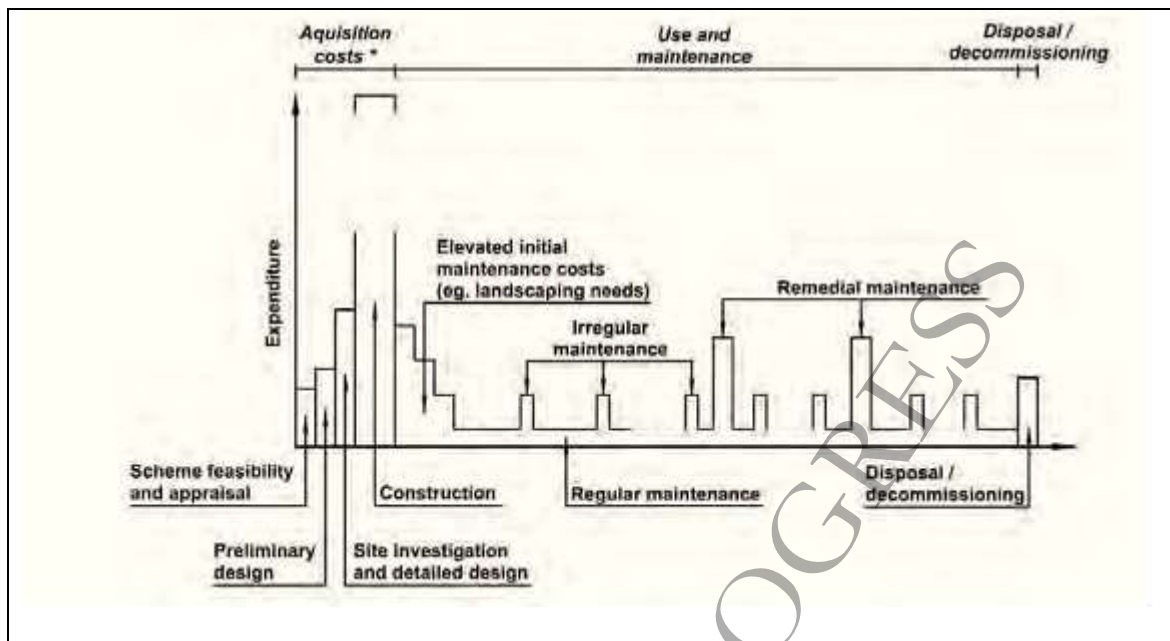 Aquisition
costs *
Use and
maintenance
Disposal /
decommissioning
Expenditure
Elevated initial
maintenance costs
(eg. landscaping needs)
Irregular
maintenance
Remedial maintenance
Scheme feasibility
and appraisal
Construction
Regular maintenance
Disposal /
decommissioning
Preliminary
design
Site investigation
and detailed design
OGRESS